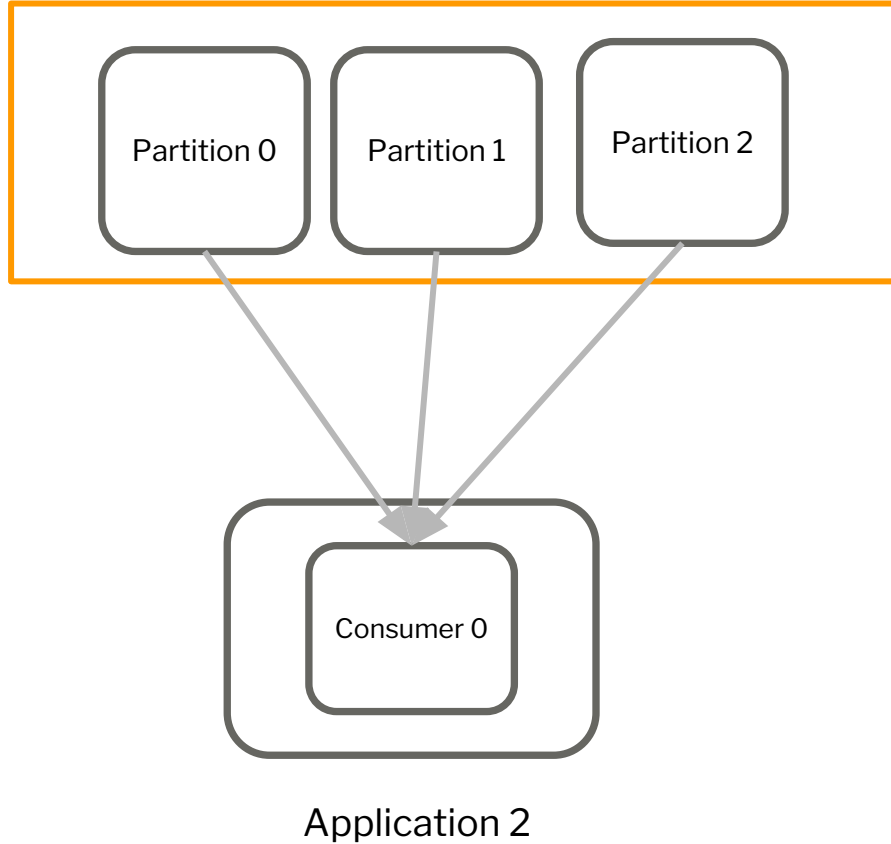 Partition 0
Partition 1
Partition 2
Consumer 0
Application 2